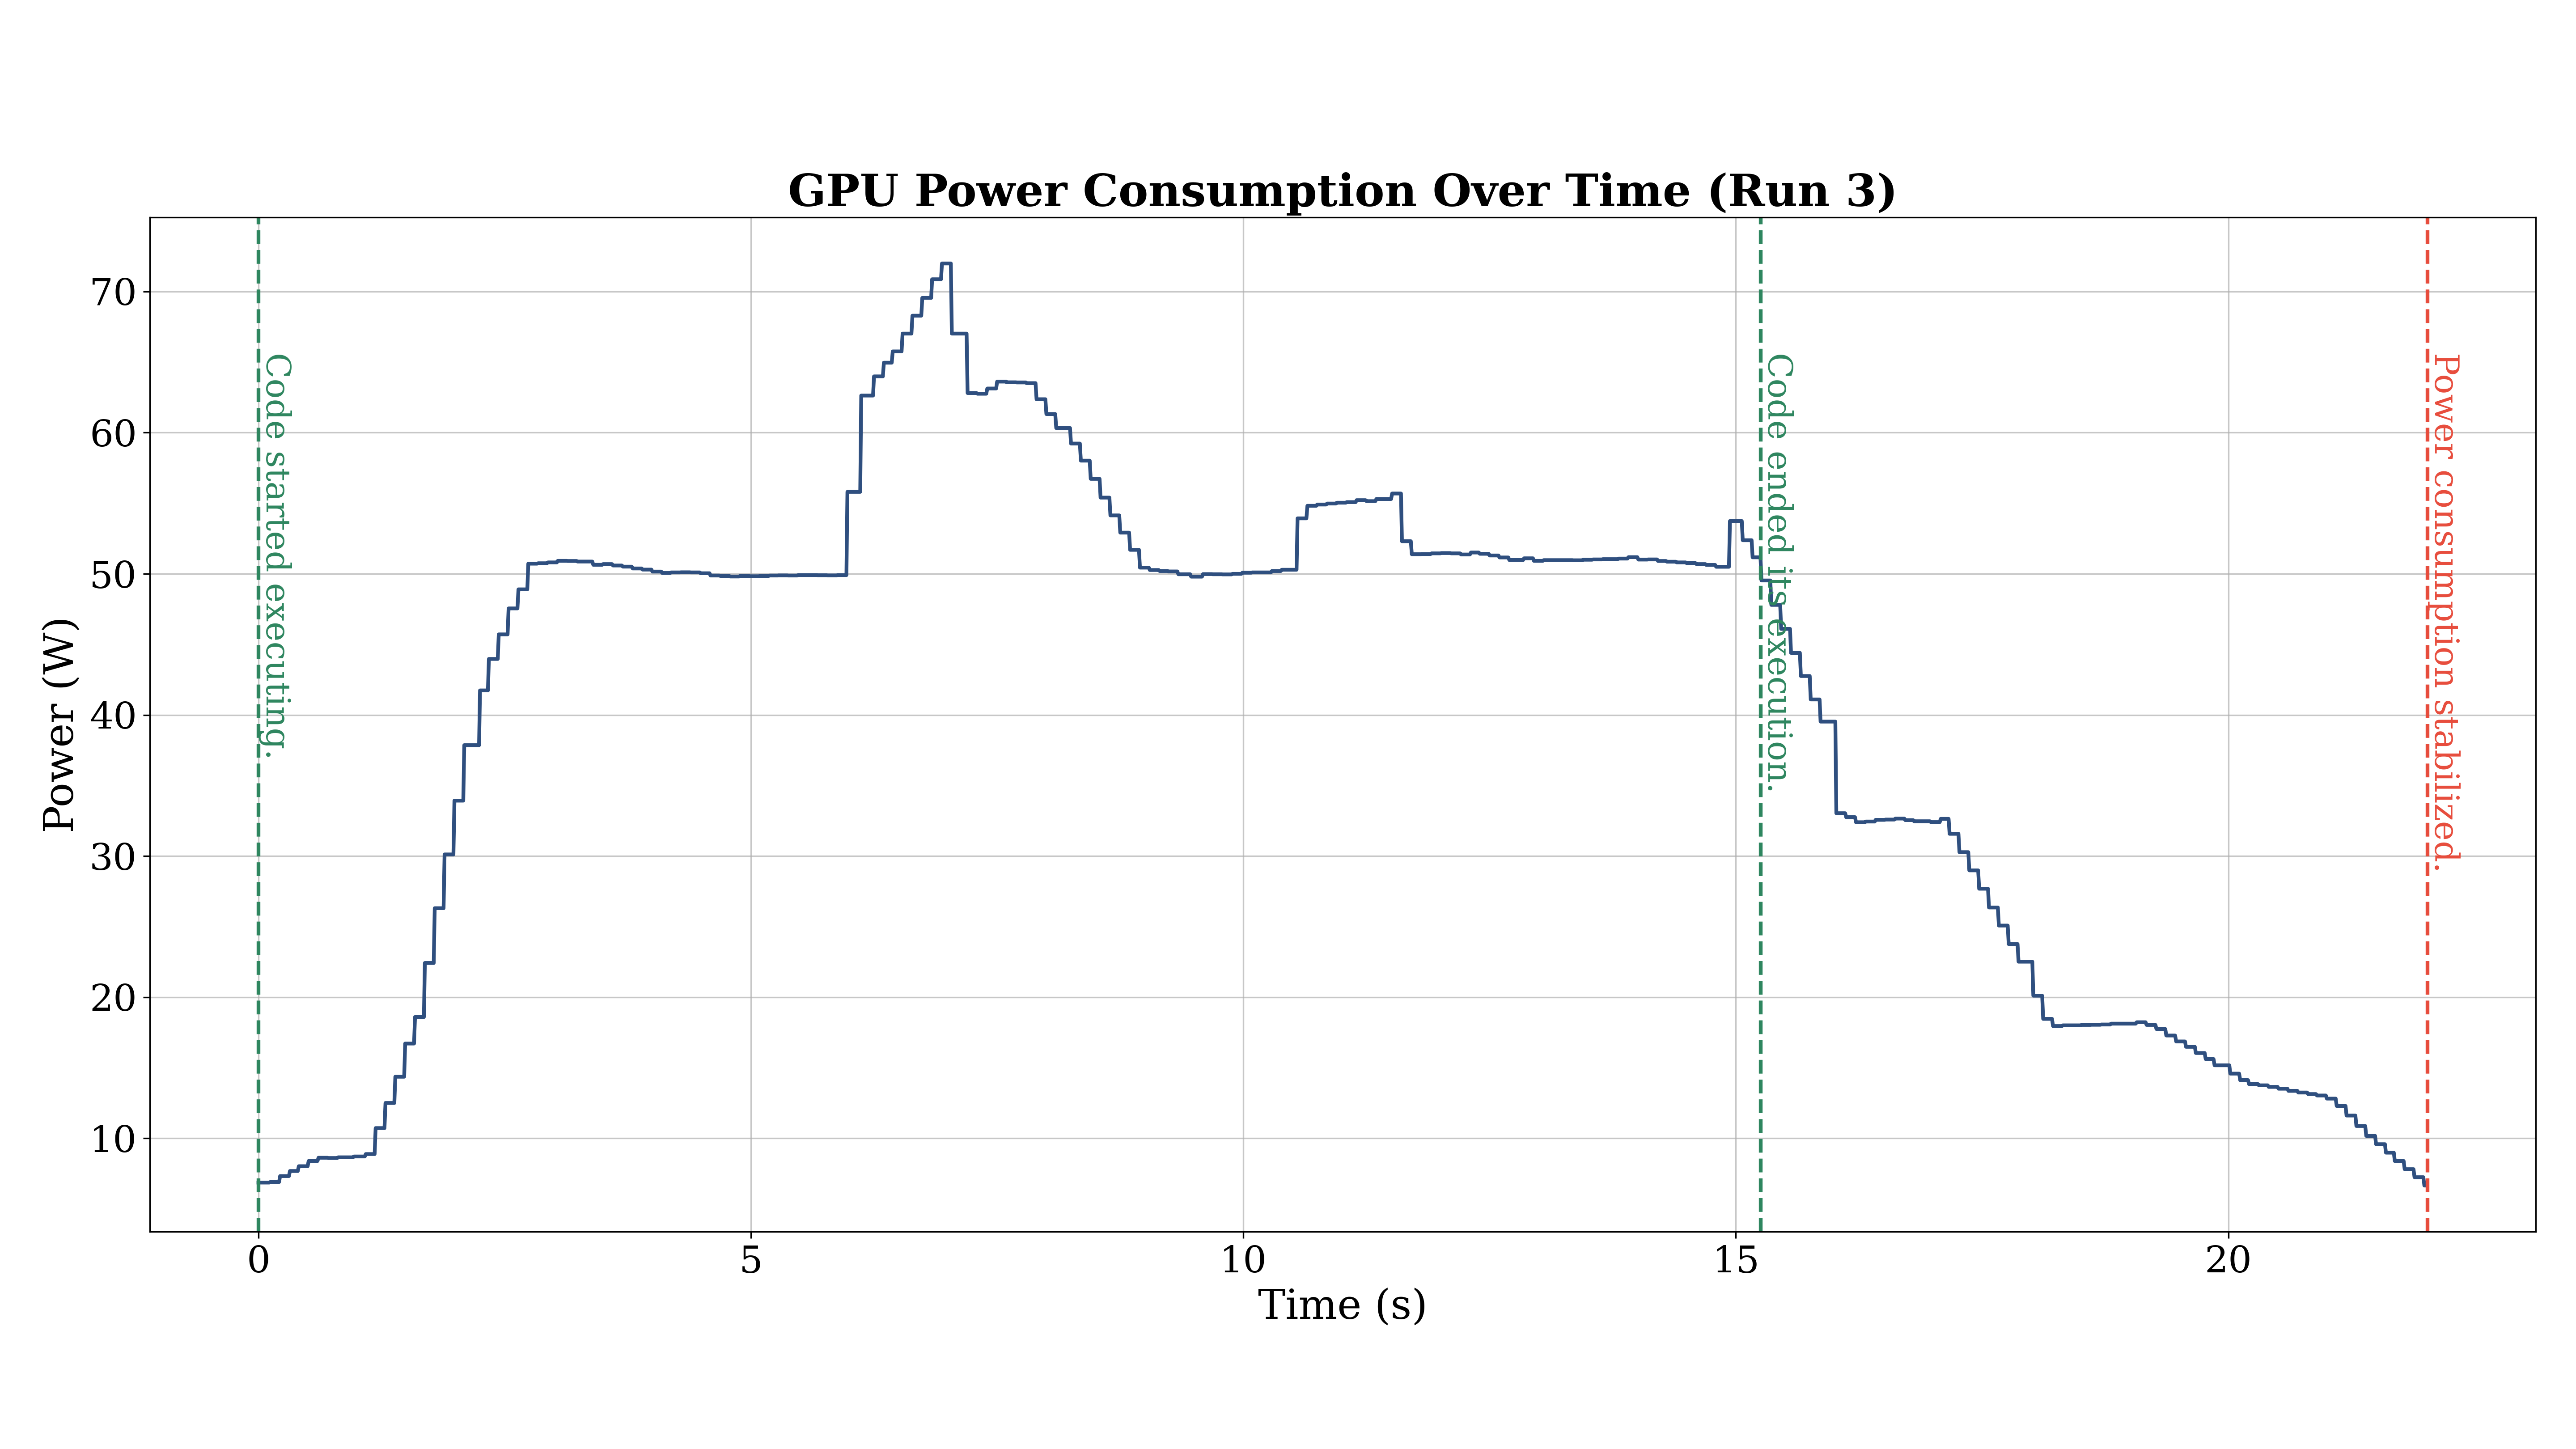 GPU Power Consumption Over Time (Run 3)
Power (W)
70
60
50
40
30
20
10
Code started executing.
Code ended its execution.
Power consumption stabilized.
0
5
10
15
20
Time (s)